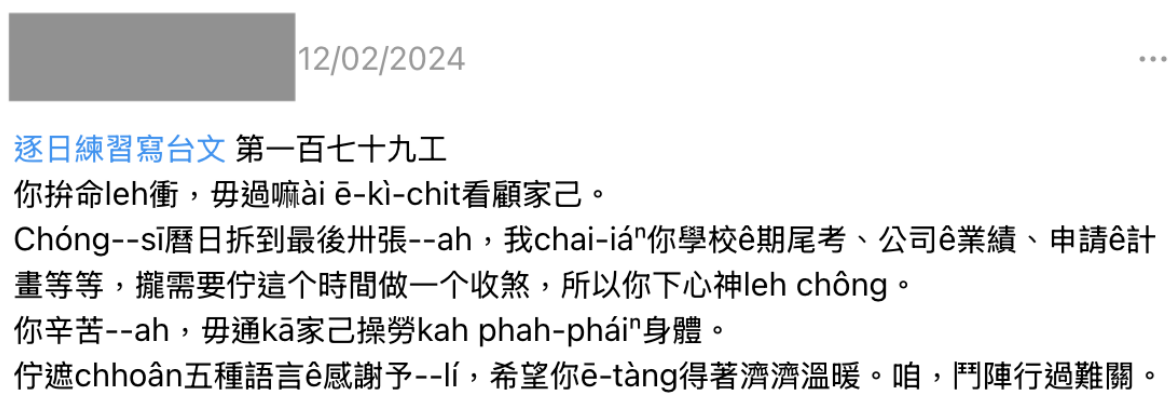 12/02/2024
逐日練習寫台文 第一百七十九工
你拚命leh衝，毋過嘛ài ē-kì-chit看顧家己。
Chóng--sī曆日拆到最後卅張--ah，我chai-iáⁿ你學校ê期尾考、公司ê業績、申請ê計
畫等等，攏需要佇這个時間做一个收煞，所以你下心神leh chông。
你辛苦--ah，毋通kā家己操勞kah phah-pháiⁿ身體。
佇遮chhoân五種語言ê感謝予--lí，希望你ē-tàng得著濟濟溫暖。咱，鬥陣行過難關。